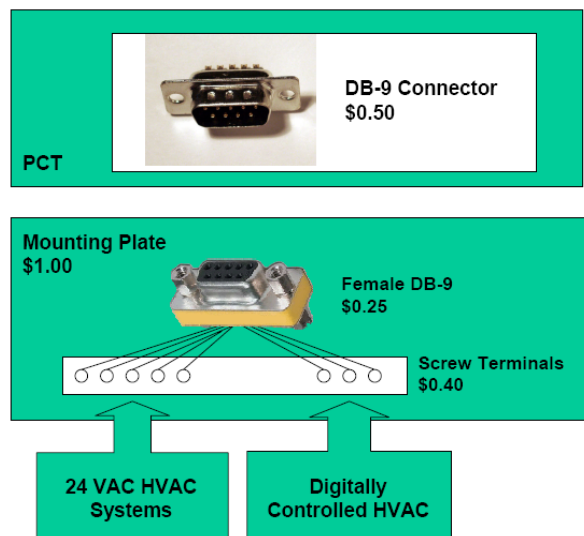 DB-9 Connector
$0.50
PCT
Mounting Plate
$1.00
Female DB-9
$0.25
Screw Terminals
$0.40
24 VAC HVAC
Systems
Digitally
Controlled HVAC